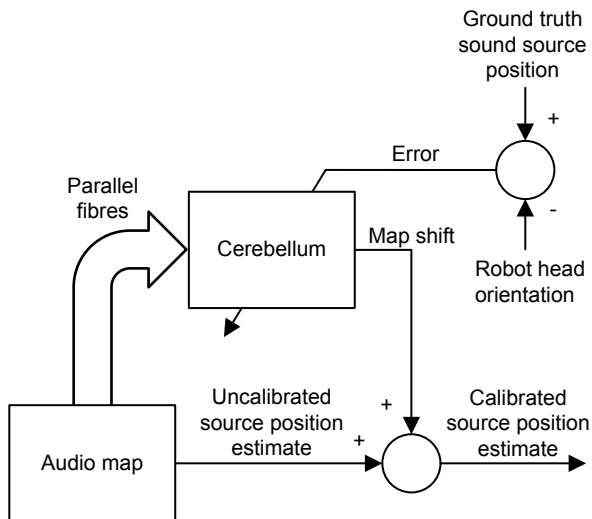 Ground truth
sound source
position
+
Error
-
Parallel
fibres
Cerebellum
Map shift
Robot head
orientation
Uncalibrated
source position
estimate
+
+
Calibrated
source position
estimate
Audio map